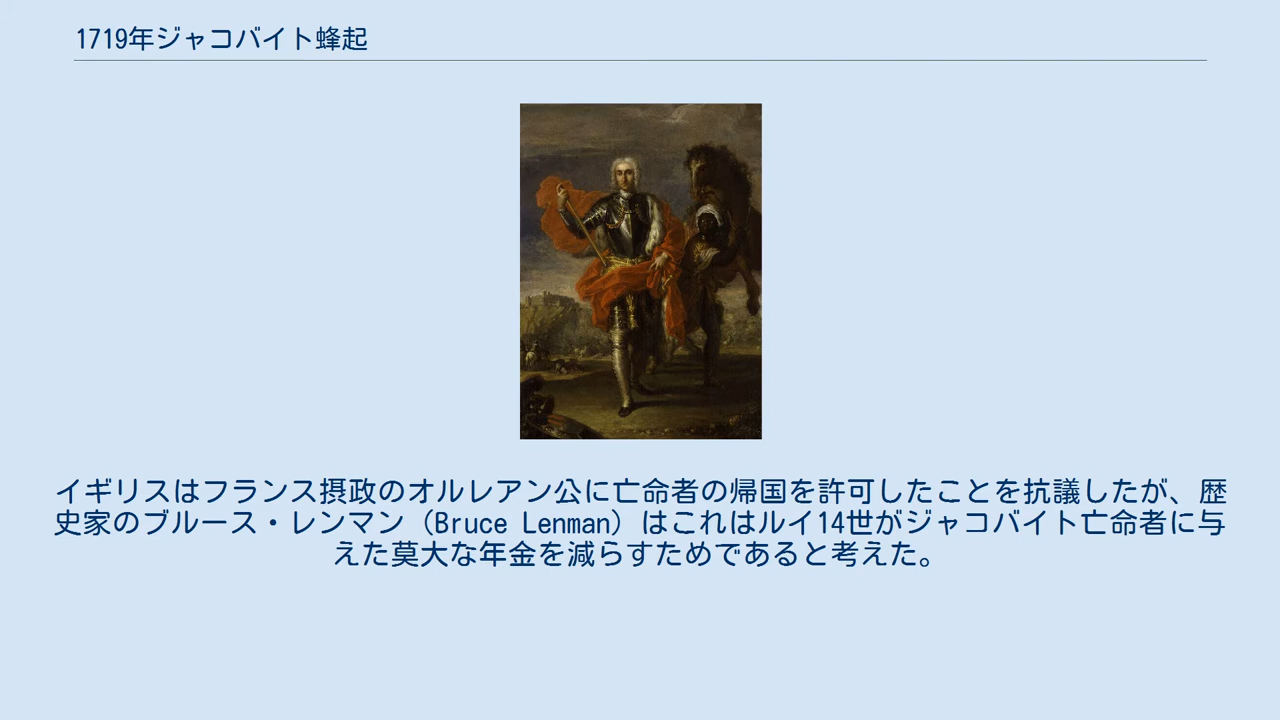 1719年ジャコバイト蜂起
イギリスはフランス摂政のオルレアン公に亡命者の帰国を許可したことを抗議したが、歴
史家のブルース・レンマン（Bruce Lenman）はこれはルイ14世がジャコバイト亡命者に与
えた莫大な年金を減らすためであると考えた。